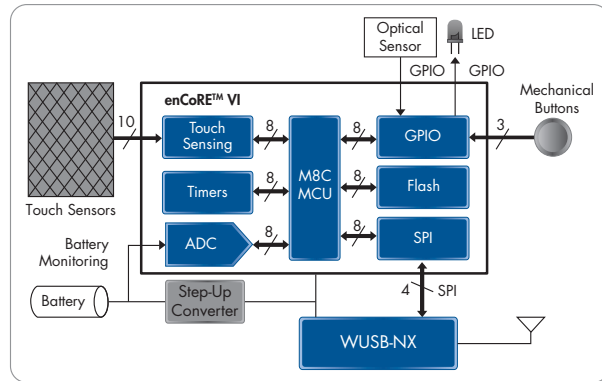 Optical
Sensor
LED
GPIO
GPIO
enCoRE™ VI
Mechanical
Buttons
10
Touch
Sensing
8
M8C
MCU
8
GPIO
3
Timers
8
8
Flash
Touch Sensors
ADC
8
8
SPI
Battery
Monitoring
Battery
Step-Up
Converter
4
SPI
WUSB-NX